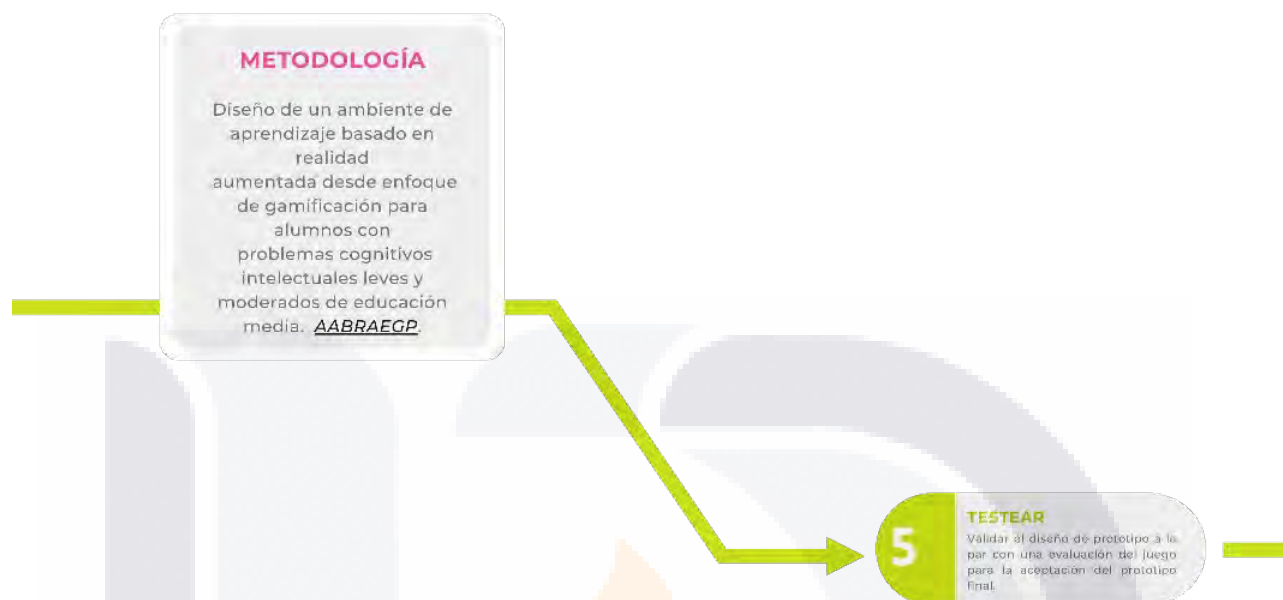 METODOLOGÍA
Diseño de un ambiente de
aprendizaje basado en
realidad
aumentada desde enfoque
de gamificación para
alumnos con
problemas cognitivos
intelectuales leves y
moderados de educación
media. AABRAEGP.
5
TESTEAR
Validar el diseño de prototipo a la
par con una evaluación del juego
para la aceptación del prototipo
final.